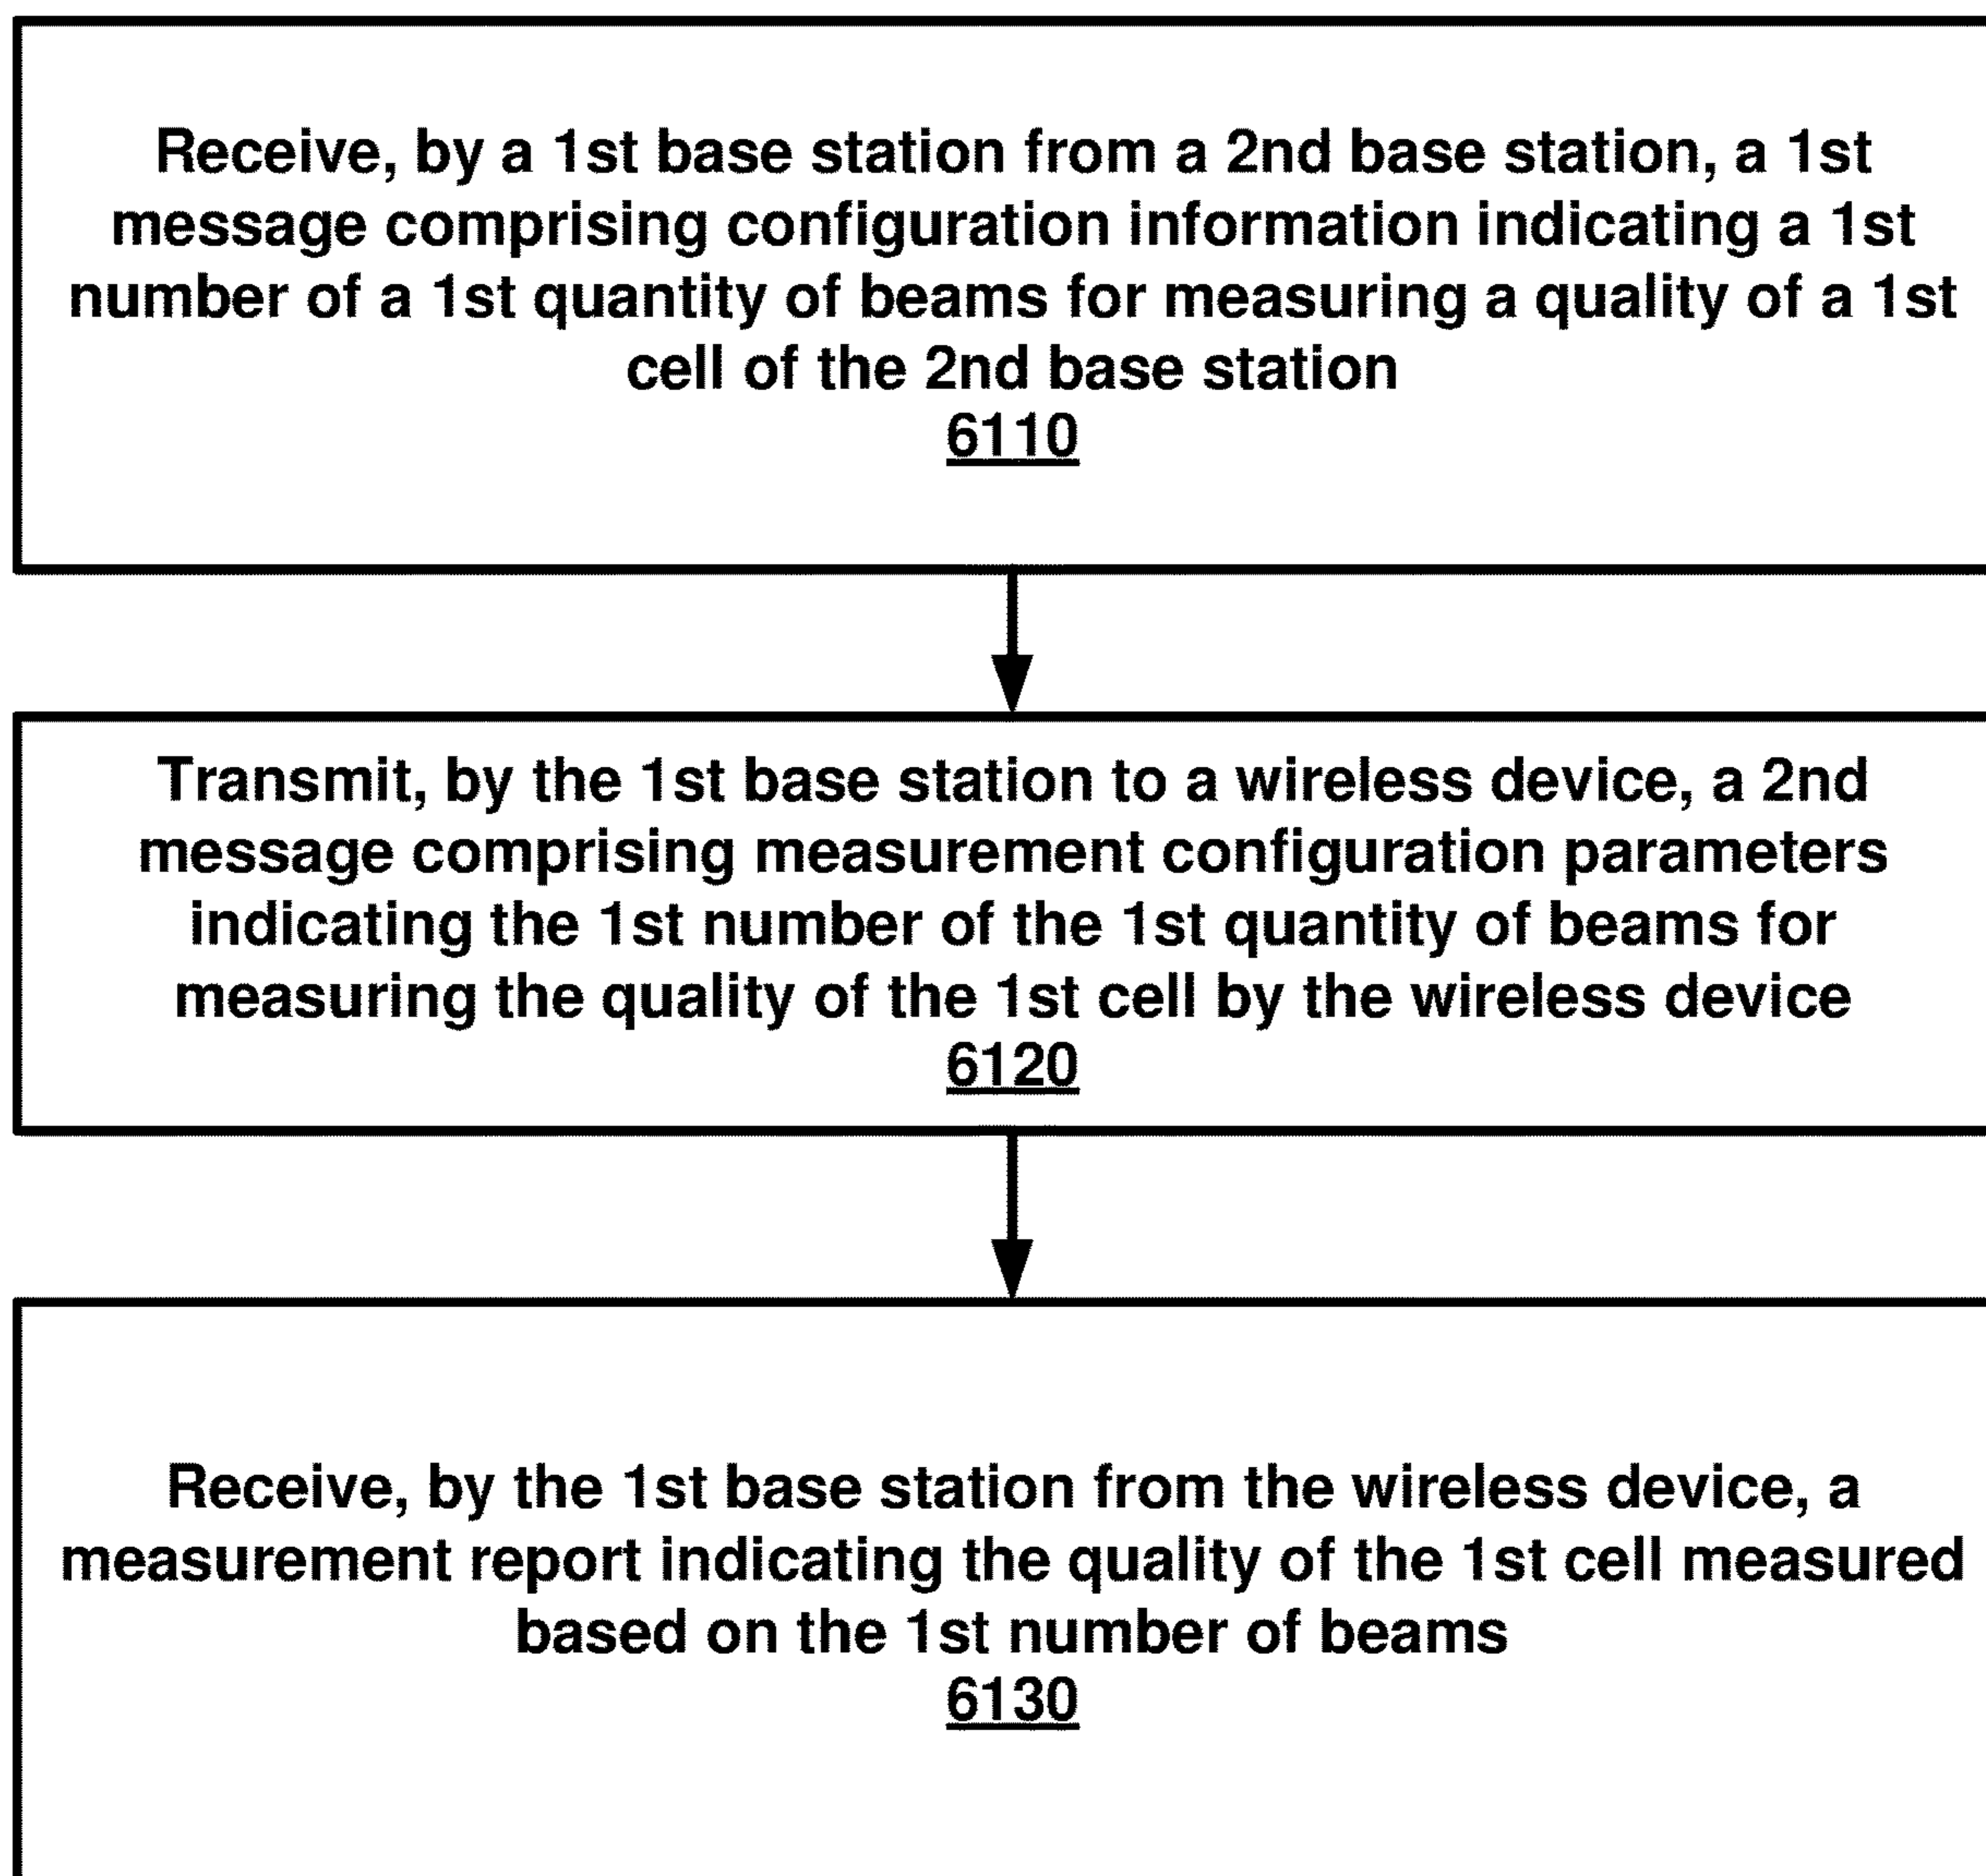 Receive, by a 1st base station from a 2nd base station, a 1st
message comprising configuration information indicating a 1st
number of a 1st quantity of beams for measuring a quality of a 1st
cell of the 2nd base station
6110
Transmit, by the 1st base station to a wireless device, a 2nd
message comprising measurement configuration parameters
indicating the 1st number of the 1st quantity of beams for
measuring the quality of the 1st cell by the wireless device
6120
Receive, by the 1st base station from the wireless device, a
measurement report indicating the quality of the 1st cell measured
based on the 1st number of beams
6130